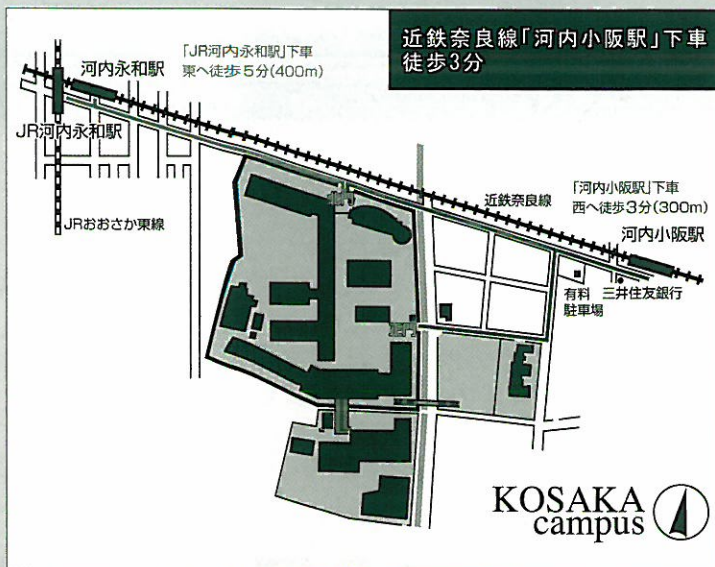 近鉄奈良線「河内小阪駅」下車
徒歩3分
「JR河内永和駅」下車
東へ徒歩5分(400m)
河内永和駅
JR河内永和駅
JRおおさか東線
近鉄奈良線
「河内小阪駅」下車
西へ徒歩3分(300m)
河内小阪駅
有料
駐車場
三井住友銀行
KOSAKA
campus